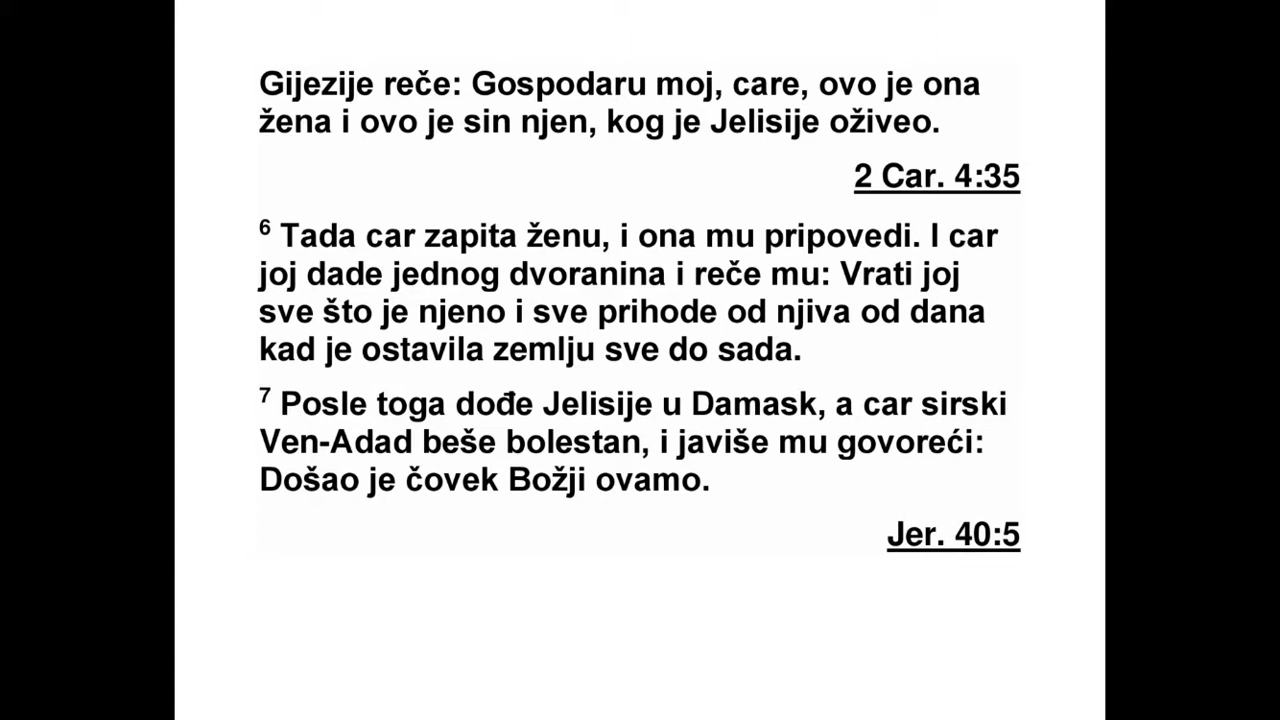 Gijezije reče: Gospodaru moj, care, ovo je ona
žena i ovo je sin njen, kog je Jelisije oživeo.
2 Car. 4:35
6 Tada car zapita ženu, i ona mu pripovedi. I car
joj dade jednog dvoranina i reče mu: Vrati joj
sve što je njeno i sve prihode od njiva od dana
kad je ostavila zemlju sve do sada.
7 Posle toga dođe Jelisije u Damask, a car sirski
Ven-Adad beše bolestan, i javiše mu govoreći:
Došao je čovek Božji ovamo.
Jer. 40:5